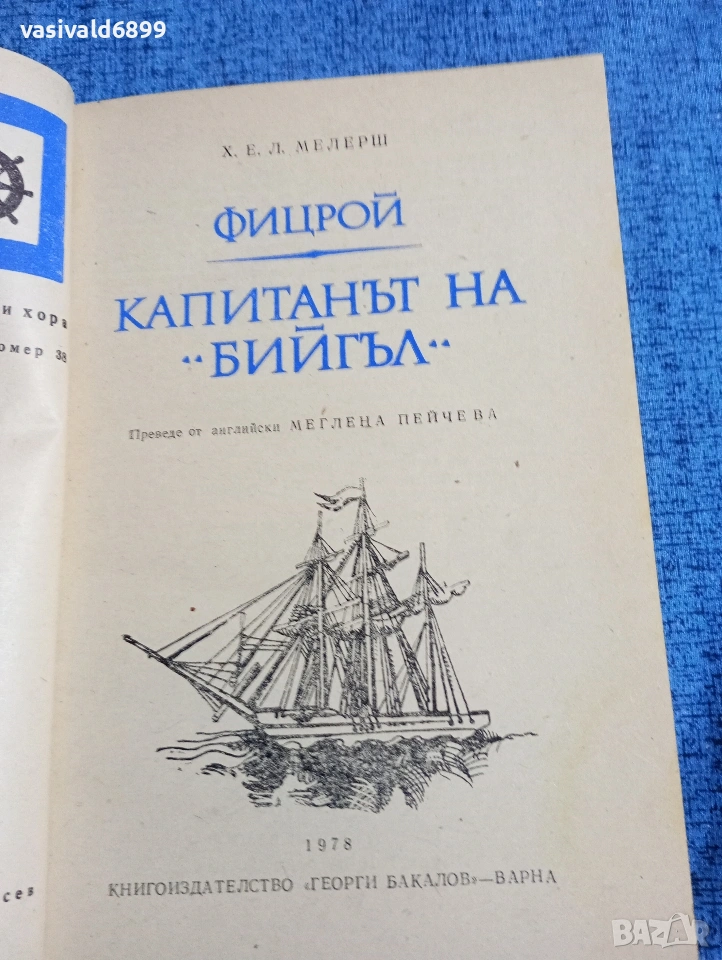 vasivald6899
и хора
омер 38
сев
Х. Е. Л. МЕЛЕРШ
ФИЦРОЙ
КАПИТАНЪТ НА
"БИЙГЪЛ"
Преведе от английски МЕГЛЕНА ПЕЙЧЕВА
1978
КНИГОИЗДАТЕЛСТВО «ГЕОРГИ БАКАЛОВ»—ВАРНА
BAZAR